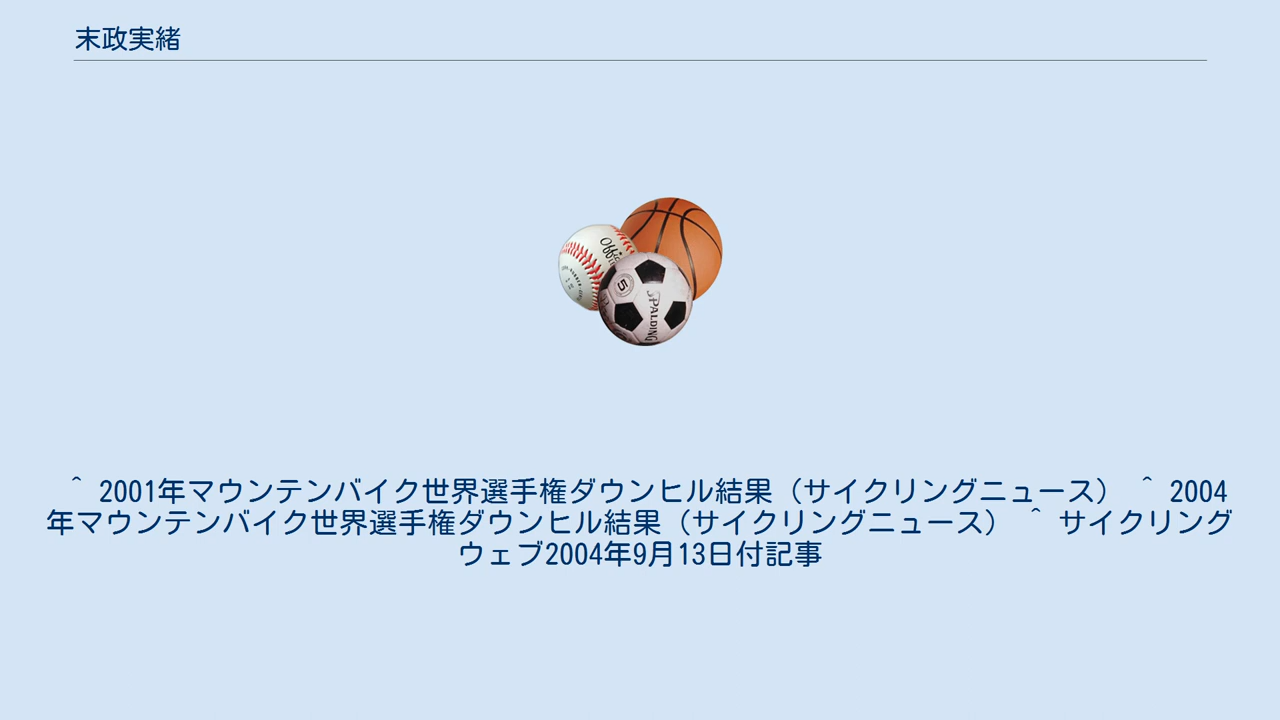 末政実緒
Offic
5
SPALDING
^ 2001年マウンテンバイク世界選手権ダウンヒル結果（サイクリングニュース） ^ 2004
年マウンテンバイク世界選手権ダウンヒル結果（サイクリングニュース） ^ サイクリング
ウェブ2004年9月13日付記事